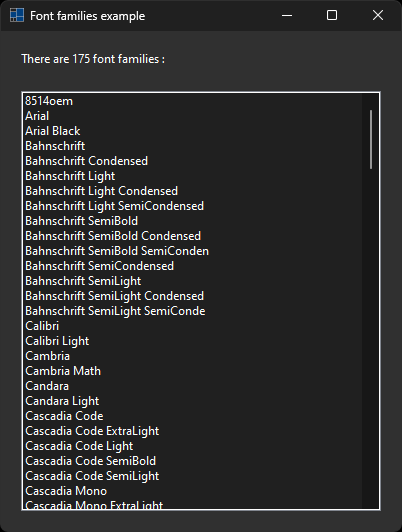 Font families example
There are 175 font families :
8514oem
Arial
Arial Black
Bahnschrift
Bahnschrift Condensed
Bahnschrift Light
Bahnschrift Light Condensed
Bahnschrift Light SemiCondensed
Bahnschrift SemiBold
Bahnschrift SemiBold Condensed
Bahnschrift SemiBold SemiConden
Bahnschrift SemiCondensed
Bahnschrift SemiLight
Bahnschrift SemiLight Condensed
Bahnschrift SemiLight SemiConde
Calibri
Calibri Light
Cambria
Cambria Math
Candara
Candara Light
Cascadia Code
Cascadia Code ExtraLight
Cascadia Code Light
Cascadia Code SemiBold
Cascadia Code SemiLight
Cascadia Mono
Cascadia Mono ExtraLight